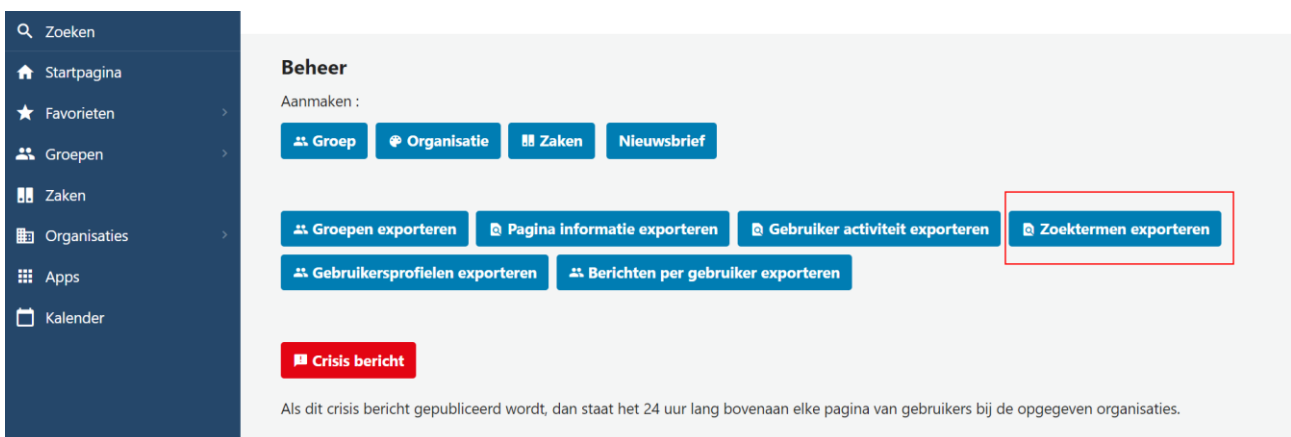 Zoeken
Startpagina
Favorieten
Groepen
Zaken
Organisaties
Apps
Kalender
Beheer
Aanmaken :
Groep Organisatie Zaken Nieuwsbrief
Groepen exporteren Pagina informatie exporteren Gebruiker activiteit exporteren Zoektermen exporteren
Gebruikersprofielen exporteren Berichten per gebruiker exporteren
Crisis bericht
Als dit crisis bericht gepubliceerd wordt, dan staat het 24 uur lang bovenaan elke pagina van gebruikers bij de opgegeven organisaties.